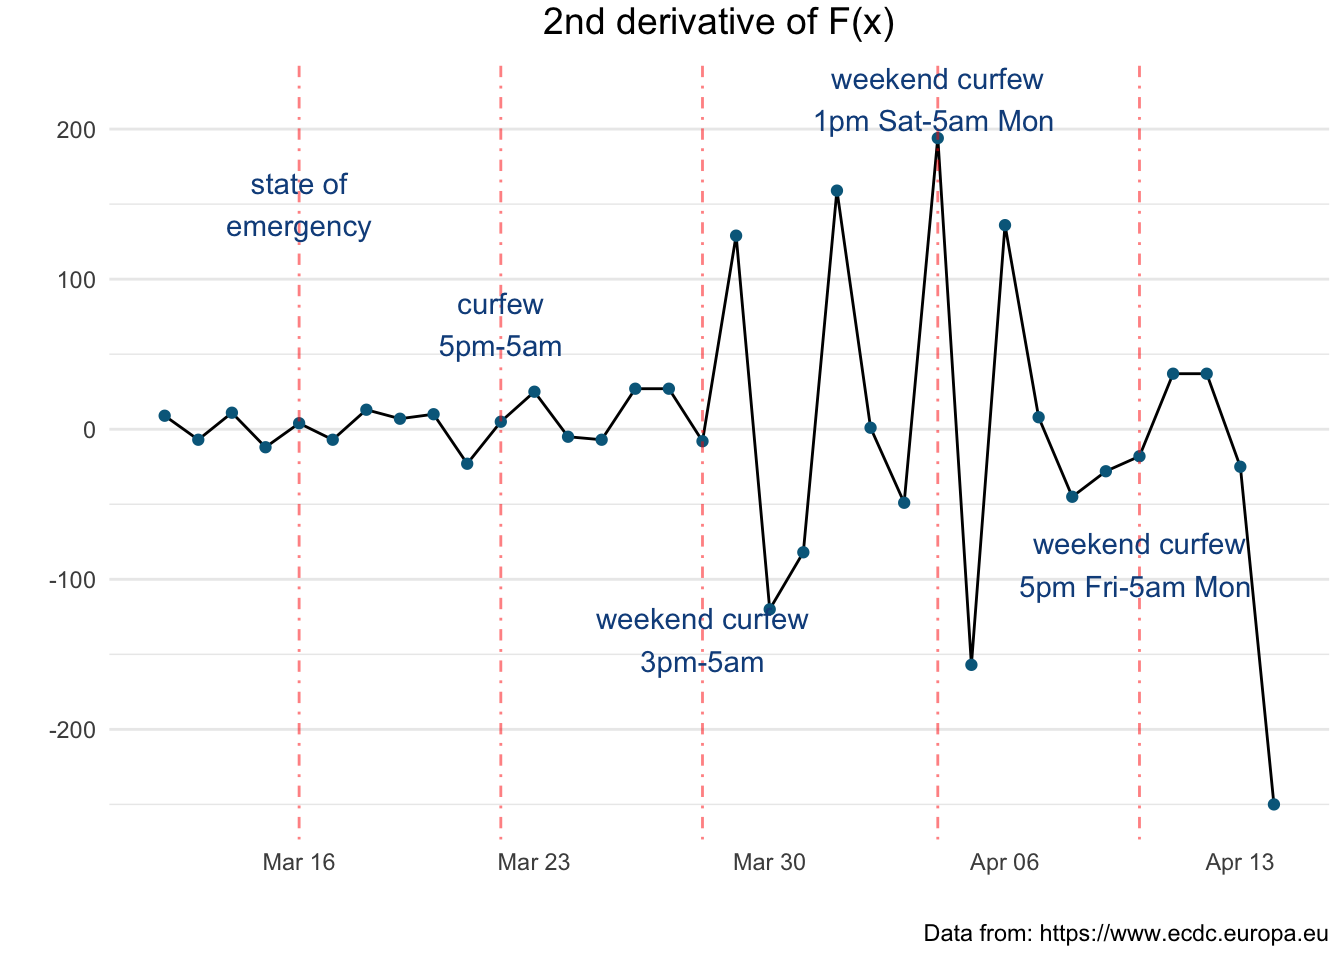 2nd derivative of F(x)
weekend curfew
1pm Sat-5am Mon
200
state of
emergency
100
curfew
5pm-5am
0
weekend curfew
5pm Fri-5am Mon
-100
weekend curfew
3pm-5am
-200
Mar 16
Mar 23
Mar 30
Apr 06
Apr 13
Data from: https://www.ecdc.europa.eu